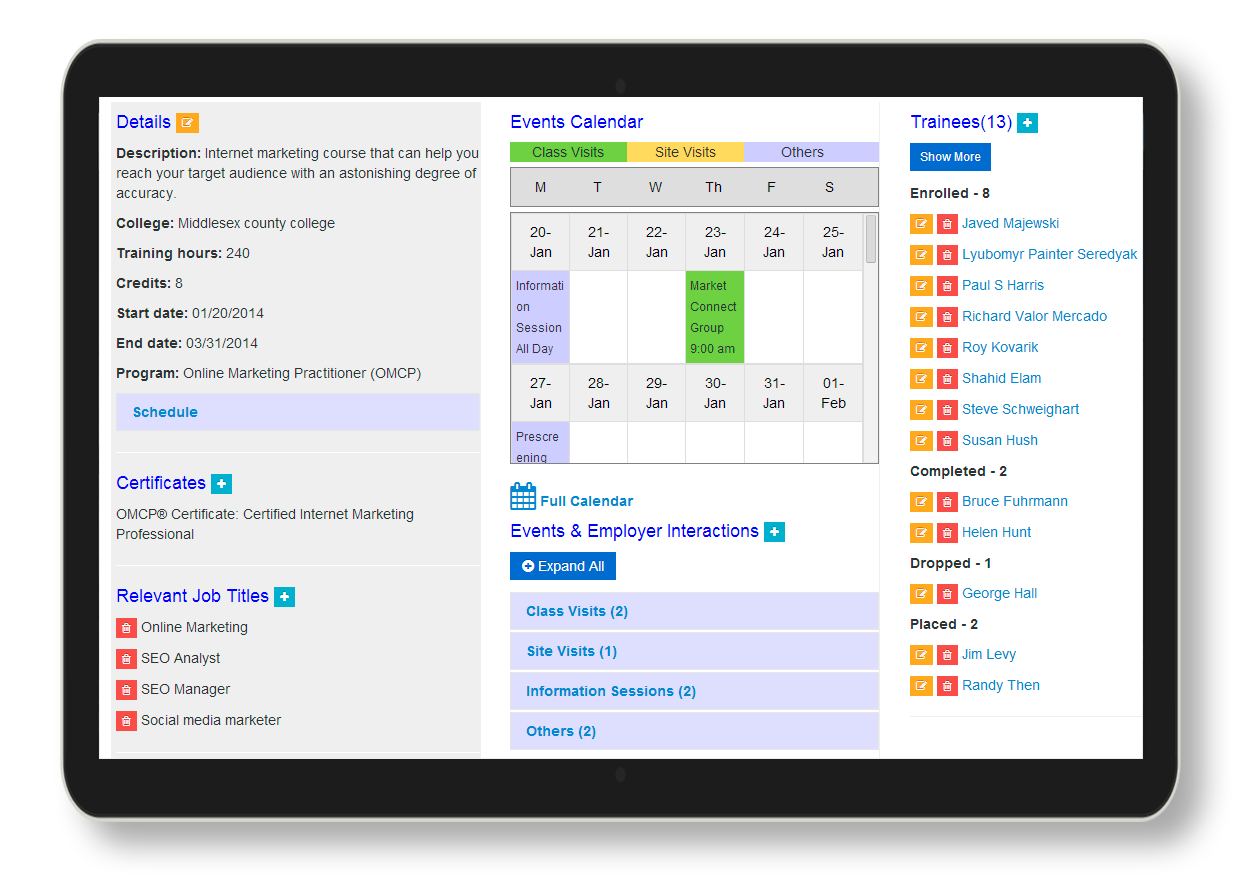 Details
Description: Internet marketing course that can help you
reach your target audience with an astonishing degree of
accuracy.
College: Middlesex county college
Training hours: 240
Credits: 8
Start date: 01/20/2014
End date: 03/31/2014
Program: Online Marketing Practitioner (OMCP)
Schedule
Certificates
OMCP® Certificate: Certified Internet Marketing
Professional
Relevant Job Titles
Online Marketing
SEO Analyst
SEO Manager
Social media marketer
Events Calendar
Class Visits Site Visits Others
M T W Th F S
20- 21- 22- 23- 24- 25-
Jan Jan Jan Jan Jan Jan
Informati
on
Session
All Day
Market
Connect
Group
9:00 am
27- 28- 29- 30- 31- 01-
Jan Jan Jan Jan Jan Feb
Prescre
ening
Full Calendar
Events & Employer Interactions
Expand All
Class Visits (2)
Site Visits (1)
Information Sessions (2)
Others (2)
Trainees(13)
Show More
Enrolled - 8
Javed Majewski
Lyubomyr Painter Seredyak
Paul S Harris
Richard Valor Mercado
Roy Kovarik
Shahid Elam
Steve Schweighart
Susan Hush
Completed - 2
Bruce Fuhrmann
Helen Hunt
Dropped - 1
George Hall
Placed - 2
Jim Levy
Randy Then